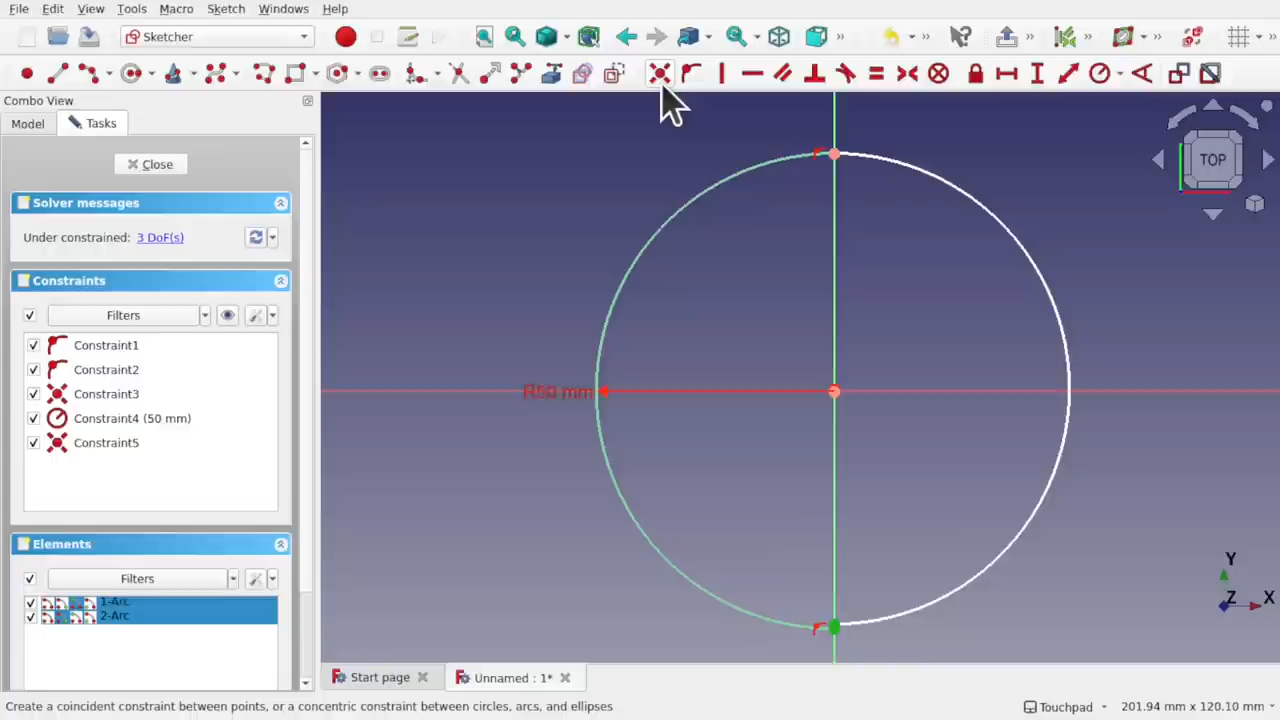 File Edit View Tools Macro Sketch Windows Help
Sketcher
Combo View
Model Tasks
Close
Solver messages
Under constrained: 3 DoF(s)
Constraints
Filters
Constraint1
Constraint2
Constraint3
Constraint4 (50 mm)
Constraint5
Elements
Filters
1-Arc
2-Arc
R50 mm
TOP
Y
Z X
Start page Unnamed : 1*
Create a coincident constraint between points, or a concentric constraint between circles, arcs, and ellipses
Touchpad 201.94 mm x 120.10 mm